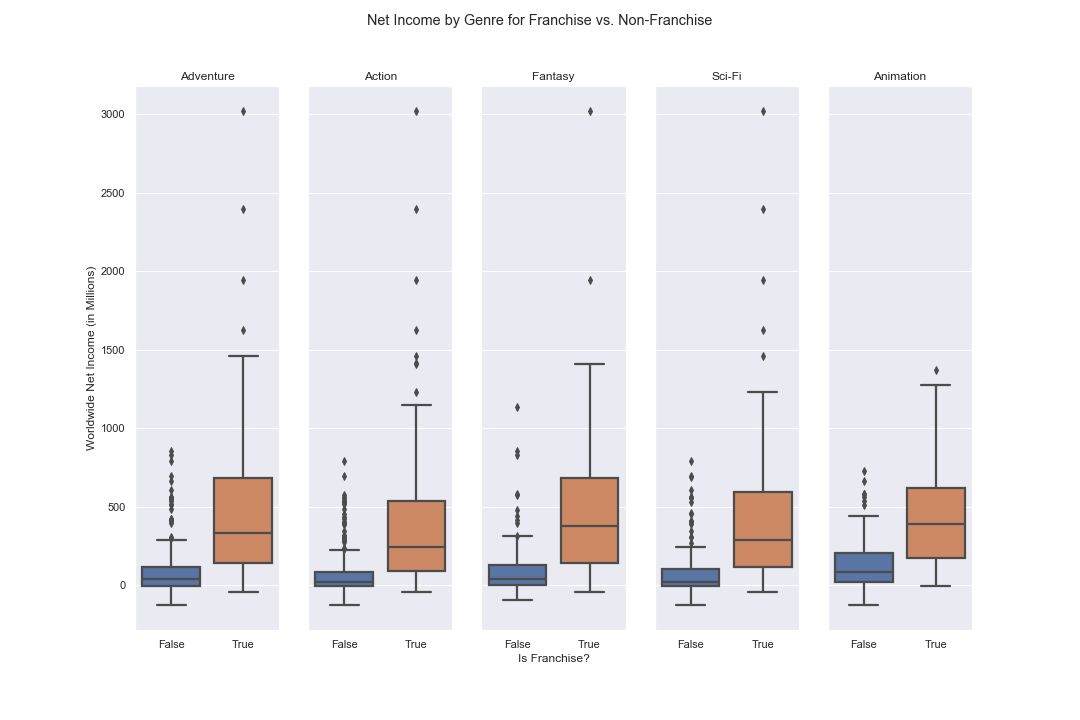 Net Income by Genre for Franchise vs. Non-Franchise
Adventure Action Fantasy Sci-Fi Animation
3000
2500
2000
1500
1000
500
0
Worldwide Net Income (in Millions)
False True False True False True False True False True
Is Franchise?